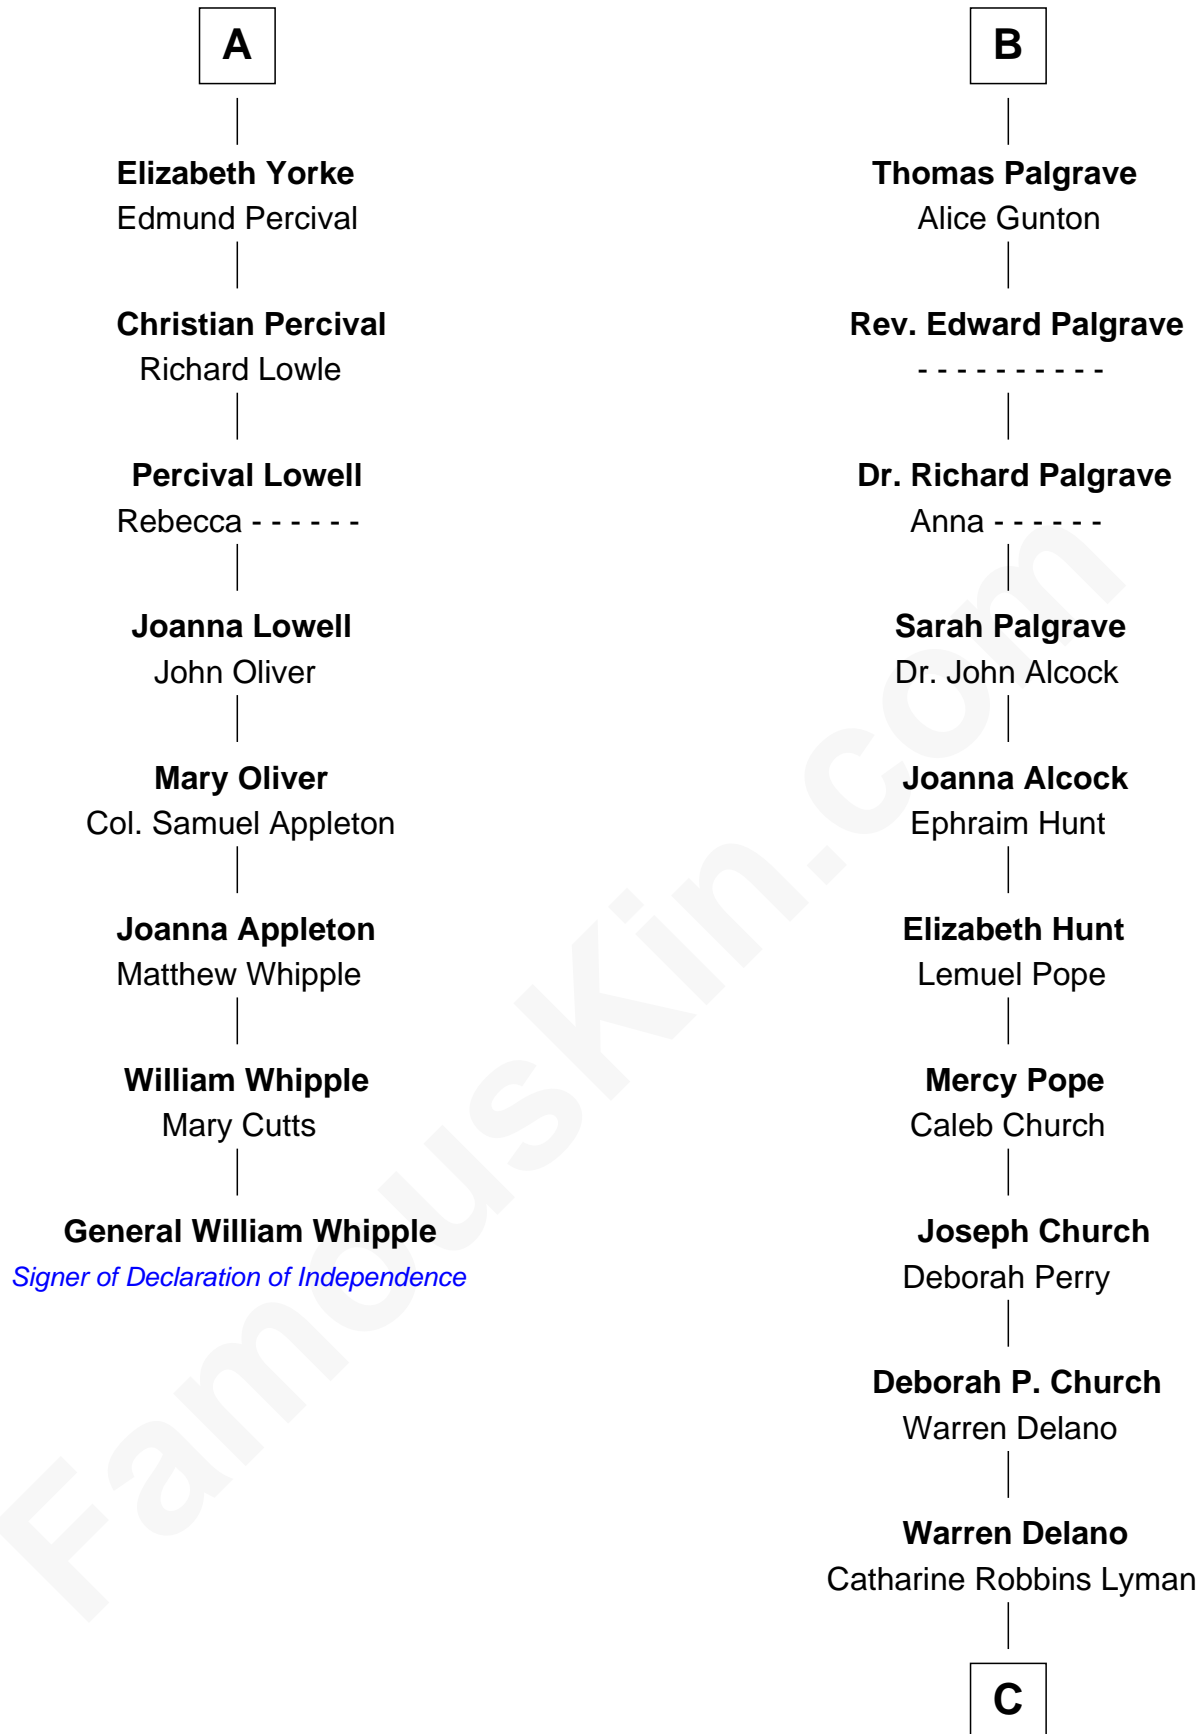 A
Elizabeth Yorke
Edmund Percival
Christian Percival
Richard Lowle
Percival Lowell
Rebecca - - - - - -
Joanna Lowell
John Oliver
Mary Oliver
Col. Samuel Appleton
Joanna Appleton
Matthew Whipple
William Whipple
Mary Cutts
General William Whipple
Signer of Declaration of Independence
B
Thomas Palgrave
Alice Gunton
Rev. Edward Palgrave
- - - - - - - - - -
Dr. Richard Palgrave
Anna - - - - - -
Sarah Palgrave
Dr. John Alcock
Joanna Alcock
Ephraim Hunt
Elizabeth Hunt
Lemuel Pope
Mercy Pope
Caleb Church
Joseph Church
Deborah Perry
Deborah P. Church
Warren Delano
Warren Delano
Catharine Robbins Lyman
C
FamousKin.com